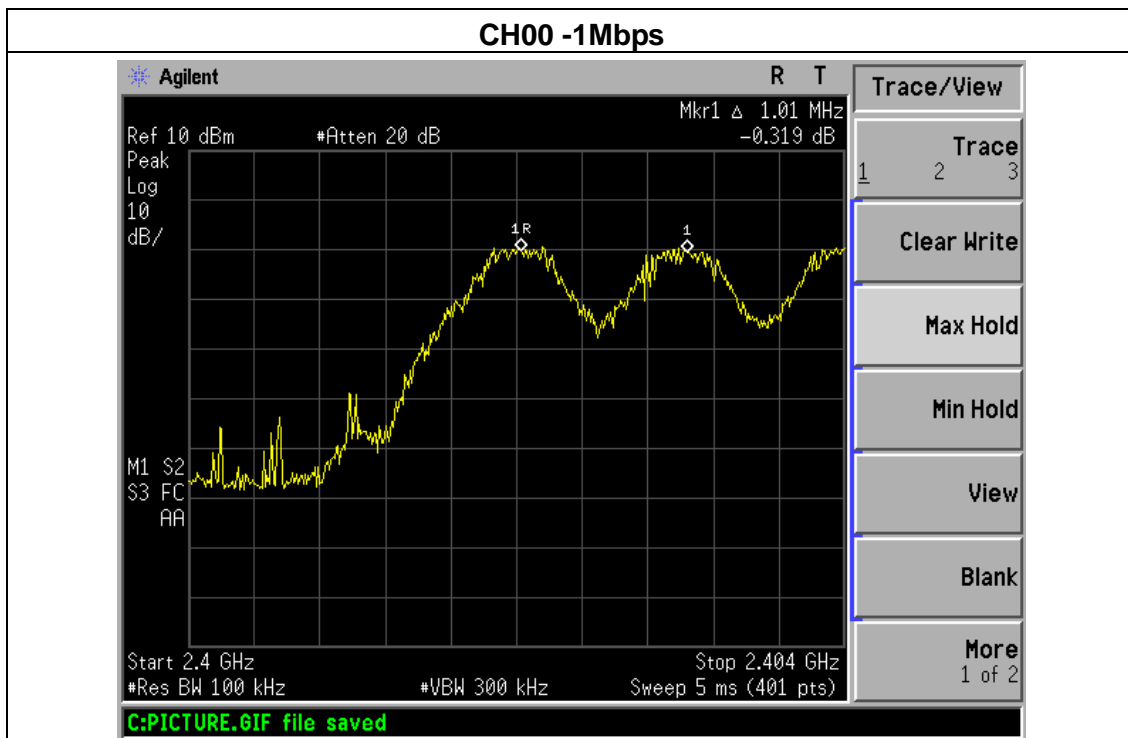 CH00 -1Mbps
Agilent R T
Mkr1 Δ 1.01 MHz
Ref 10 dBm #Atten 20 dB -0.319 dB
Peak
Log
10
dB/
1R
1
M1 S2
S3 FC
AA
Start 2.4 GHz Stop 2.404 GHz
#Res BW 100 kHz #VBW 300 kHz Sweep 5 ms (401 pts)
C:PICTURE.GIF file saved
Trace/View
Trace
1 2 3
Clear Write
Max Hold
Min Hold
View
Blank
More
1 of 2